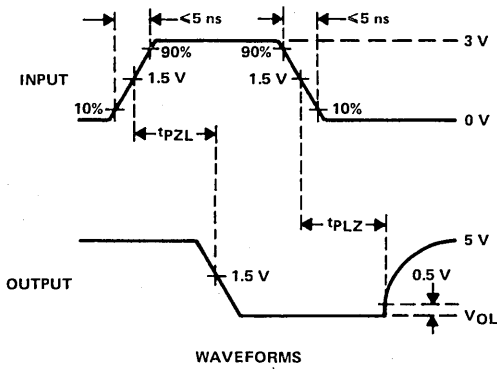 ≤5 ns ≤5 ns
90% 90% 3 V
INPUT 1.5 V 1.5 V
10% 10%
0 V
tPZL
tPLZ
5 V
OUTPUT 1.5 V 0.5 V
VOL
WAVEFORMS